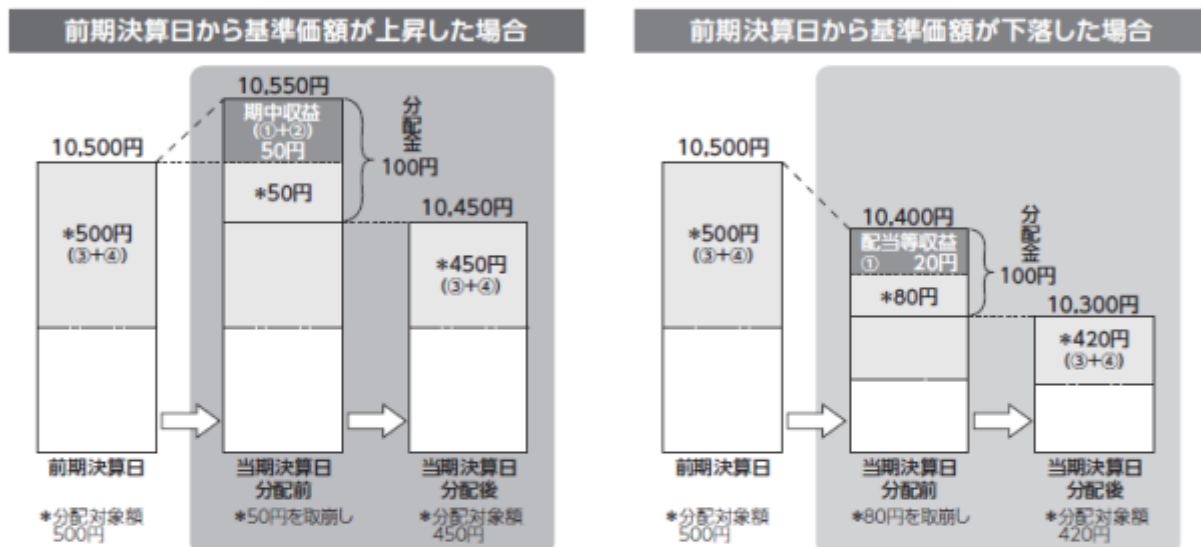 前期決算日から基準価額が上昇した場合
10,550円
期中収益
(①+②)
50円
分配金
100円
10,500円
*50円
10,450円
*500円
(③+④)
*450円
(③+④)
前期決算日
当期決算日
分配前
当期決算日
分配後
*分配対象額
500円
*50円を取崩し
*分配対象額
450円
前期決算日から基準価額が下落した場合
10,500円
10,400円
配当等収益
① 20円
分配金
100円
*500円
(③+④)
*80円
10,300円
*420円
(③+④)
前期決算日
当期決算日
分配前
当期決算日
分配後
*分配対象額
500円
*80円を取崩し
*分配対象額
420円